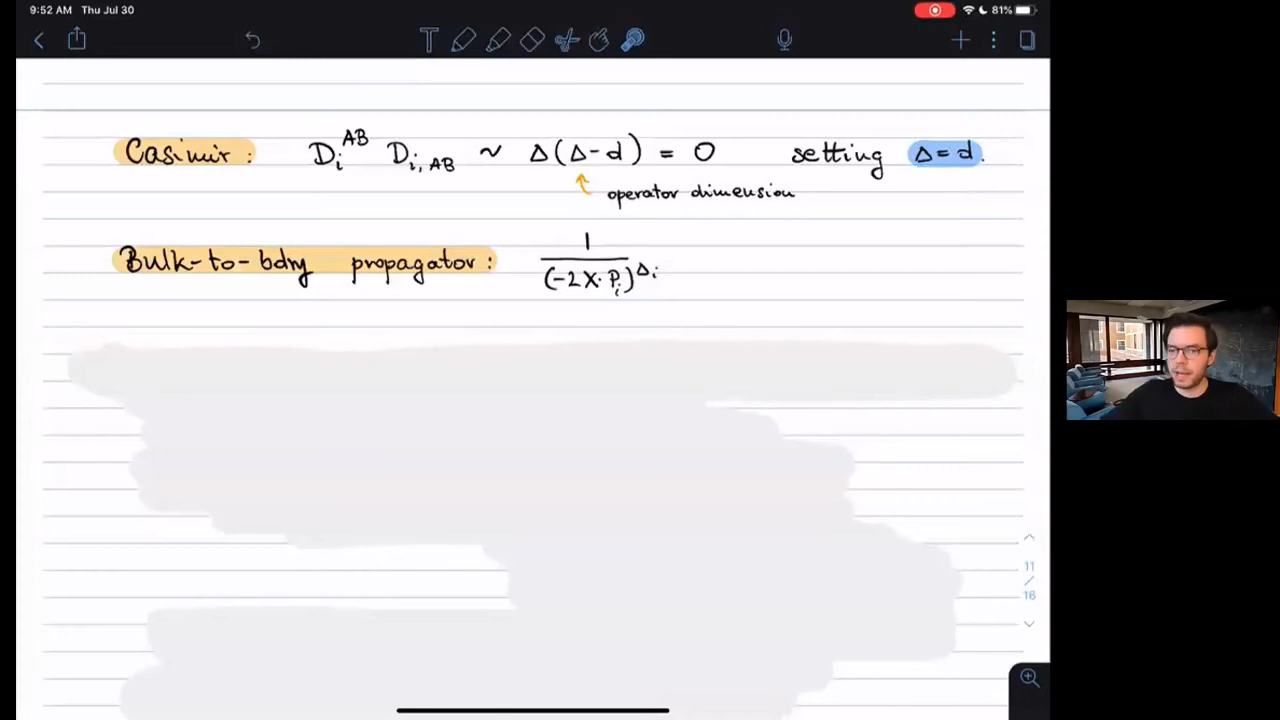 9:52 AM Thu Jul 30
81%
Casimir: D_i^{AB} D_{i,AB} ~ Δ(Δ-d) = 0 setting Δ=d.
operator dimension
Bulk-to-bdry propagator: 1/(-2X·P_i)^{Δ_i}
11
/
16